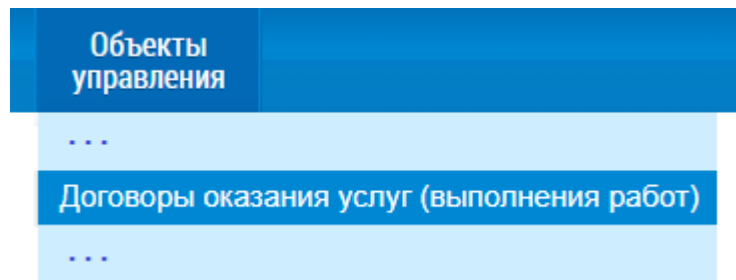 Объекты
управления
...
Договоры оказания услуг (выполнения работ)
...